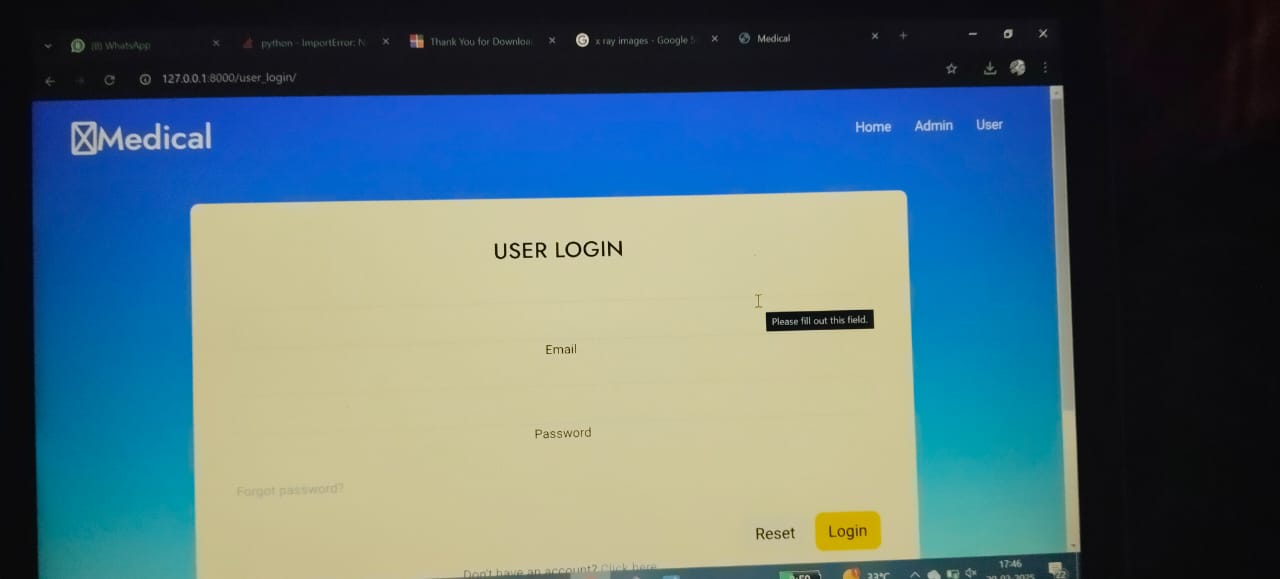 (8) WhatsApp
python - ImportError: N
Thank You for Downloa
x ray images - Google S
Medical
127.0.0.1:8000/user_login/
Medical
Home
Admin
User
USER LOGIN
Please fill out this field.
Email
Password
Forgot password?
Reset
Login
Don't have an account? Click here
33°C
17:46
22